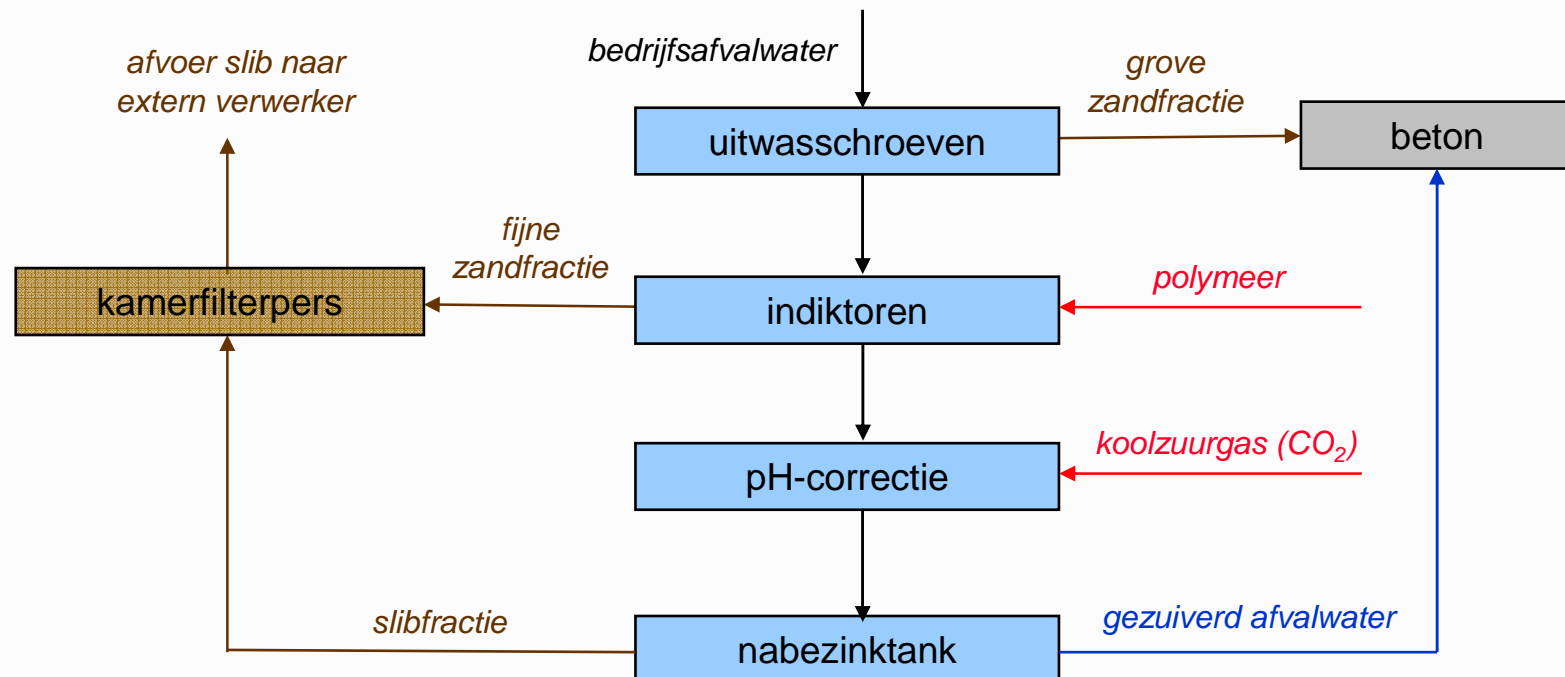 bedrijfsafvalwater
afvoer slib naar
extern verwerker
grove
zandfractie
uitwasschroeven
beton
fijne
zandfractie
kamerfilterpers
indiktoren
polymeer
pH-correctie
koolzuurgas (CO₂)
slibfractie
nabezinktank
gezuiverd afvalwater